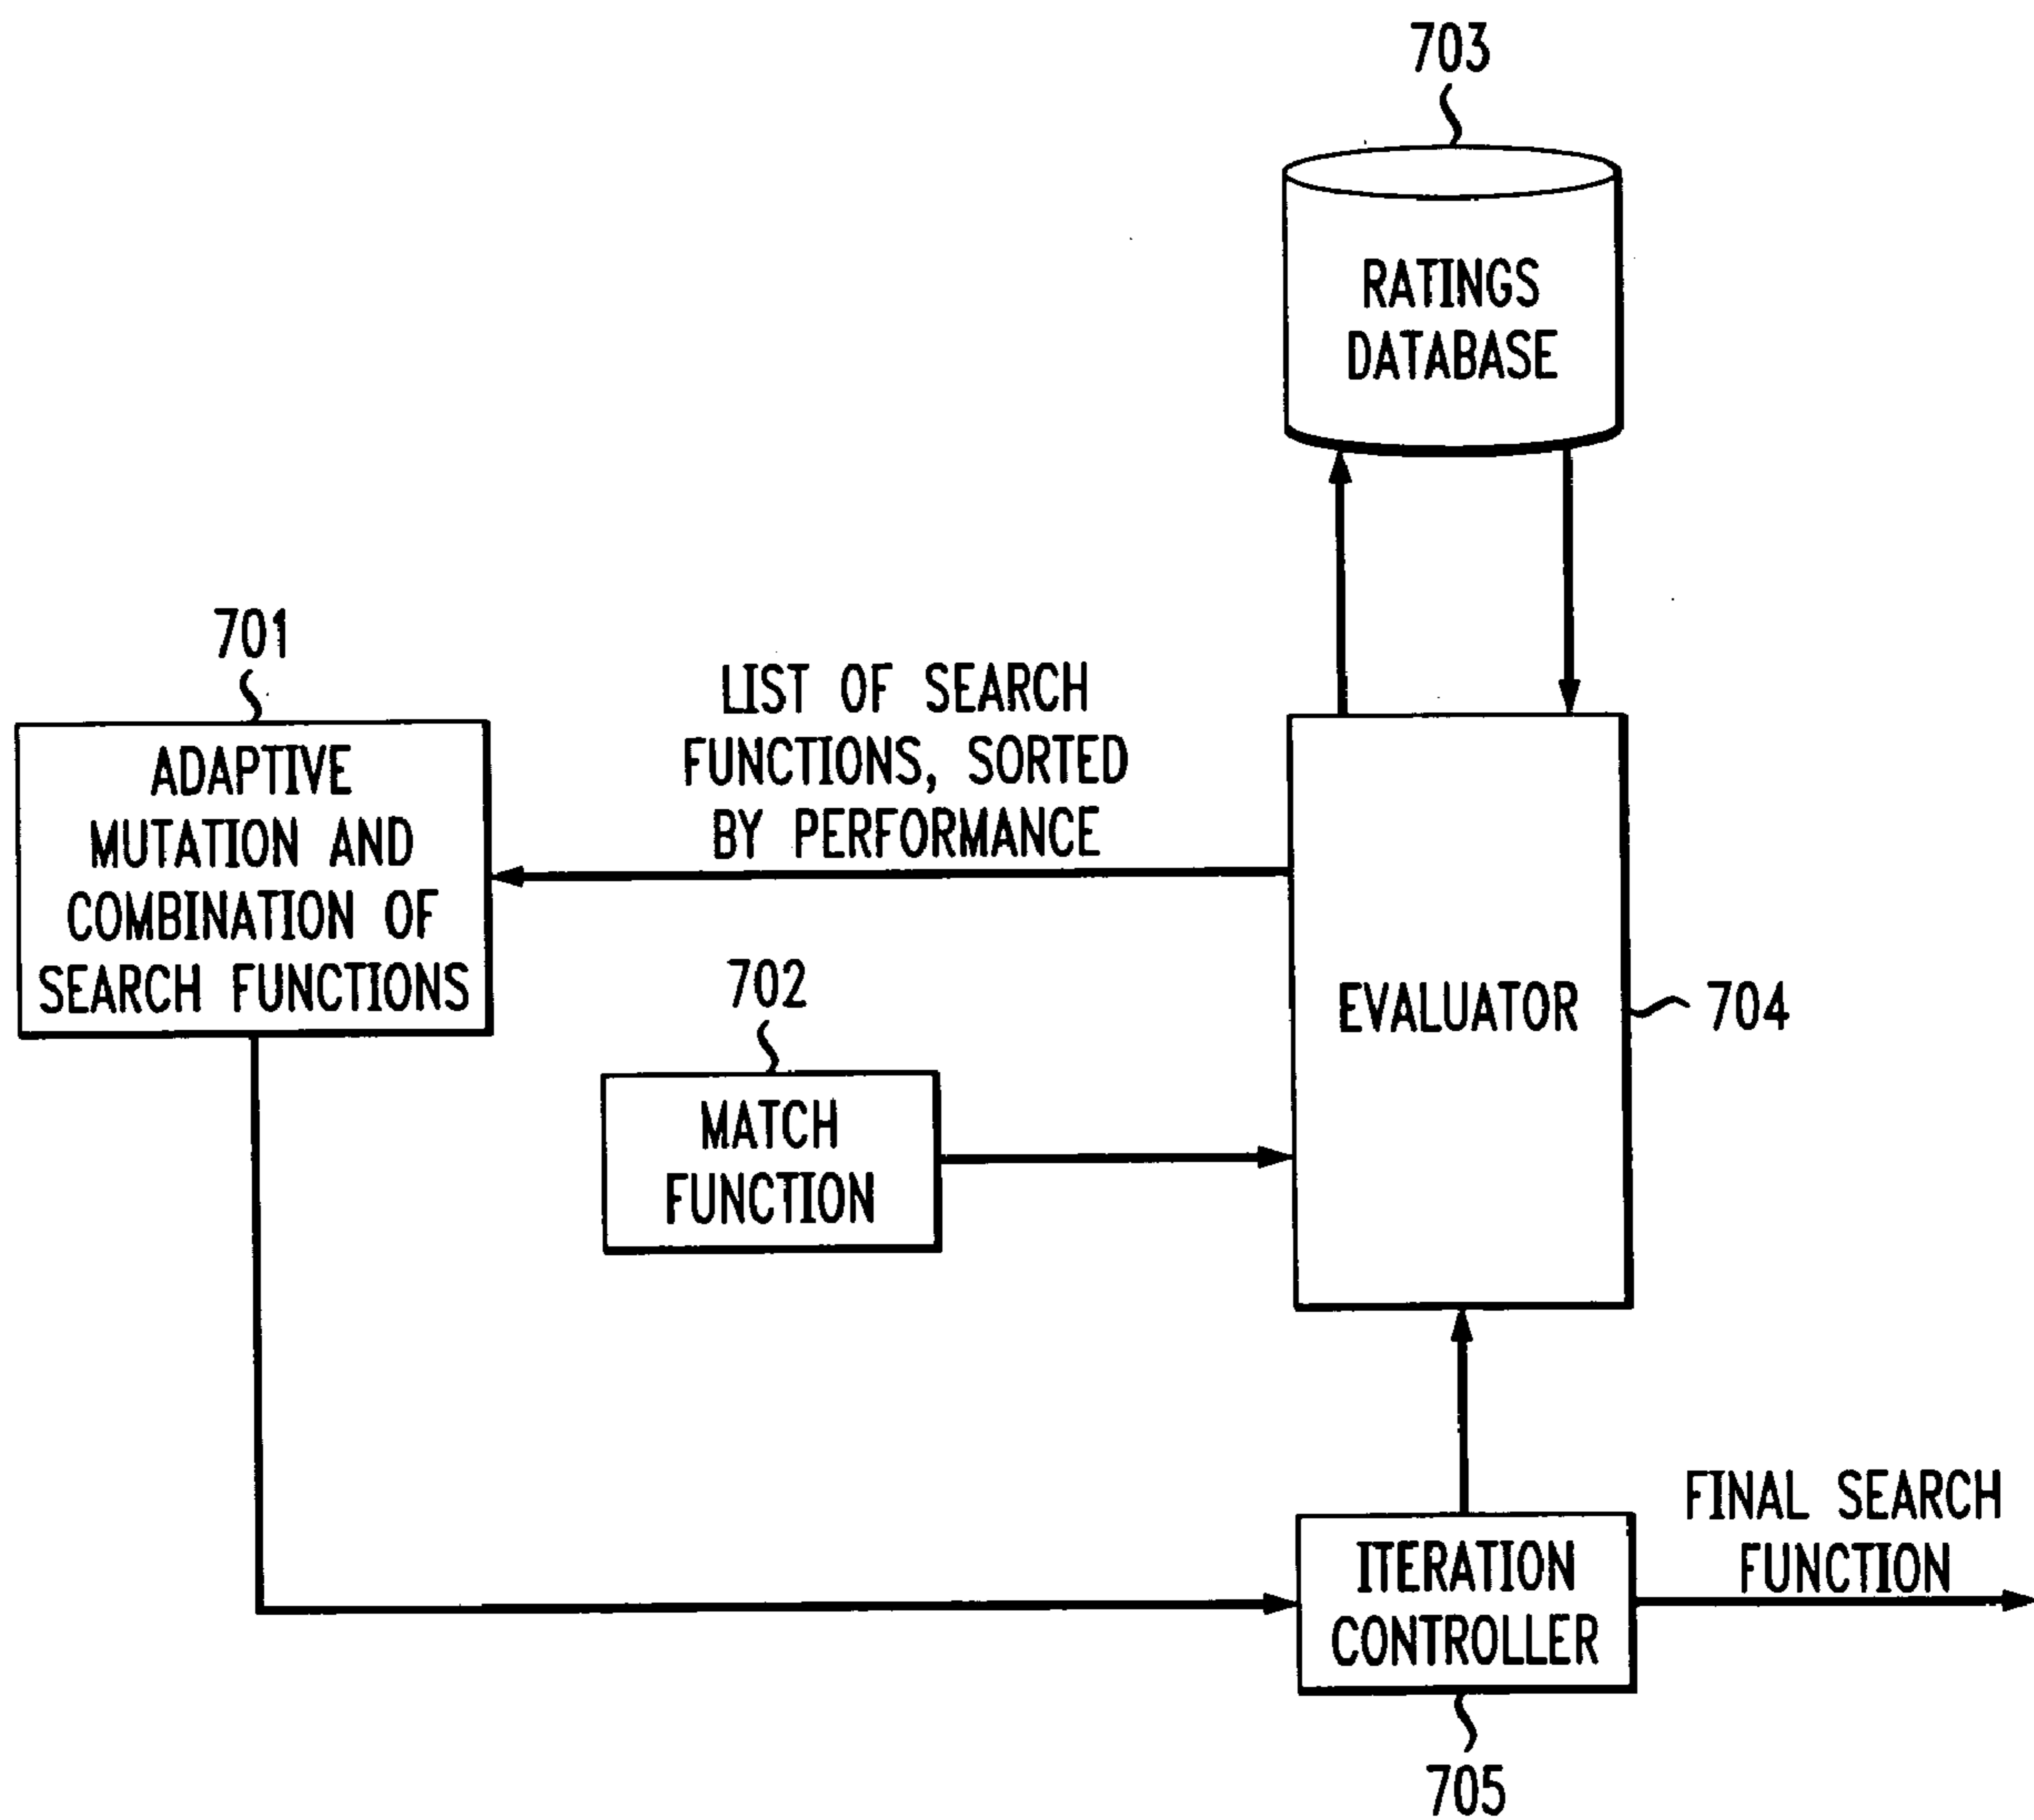 703
RATINGS
DATABASE
701
ADAPTIVE
MUTATION AND
COMBINATION OF
SEARCH FUNCTIONS
LIST OF SEARCH
FUNCTIONS, SORTED
BY PERFORMANCE
702
MATCH
FUNCTION
EVALUATOR
704
ITERATION
CONTROLLER
705
FINAL SEARCH
FUNCTION